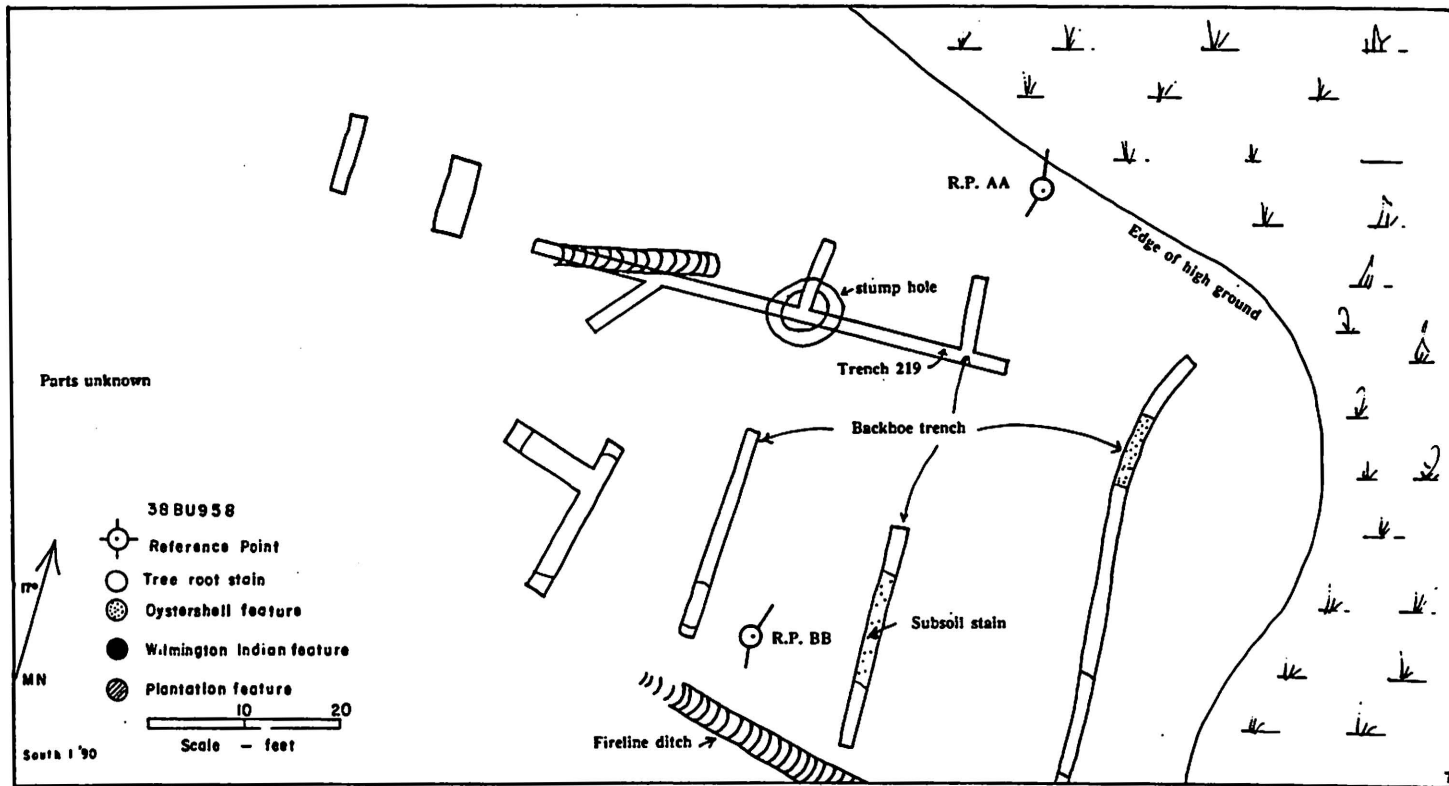 R.P. AA
Edge of high ground
stump hole
Trench 219
Parts unknown
Backhoe trench
38BU958
Reference Point
Tree root stain
Oystershell feature
Wilmington Indian feature
Plantation feature
17°
MN
10 20
Scale – feet
South 1 '90
R.P. BB
Subsoil stain
Fireline ditch